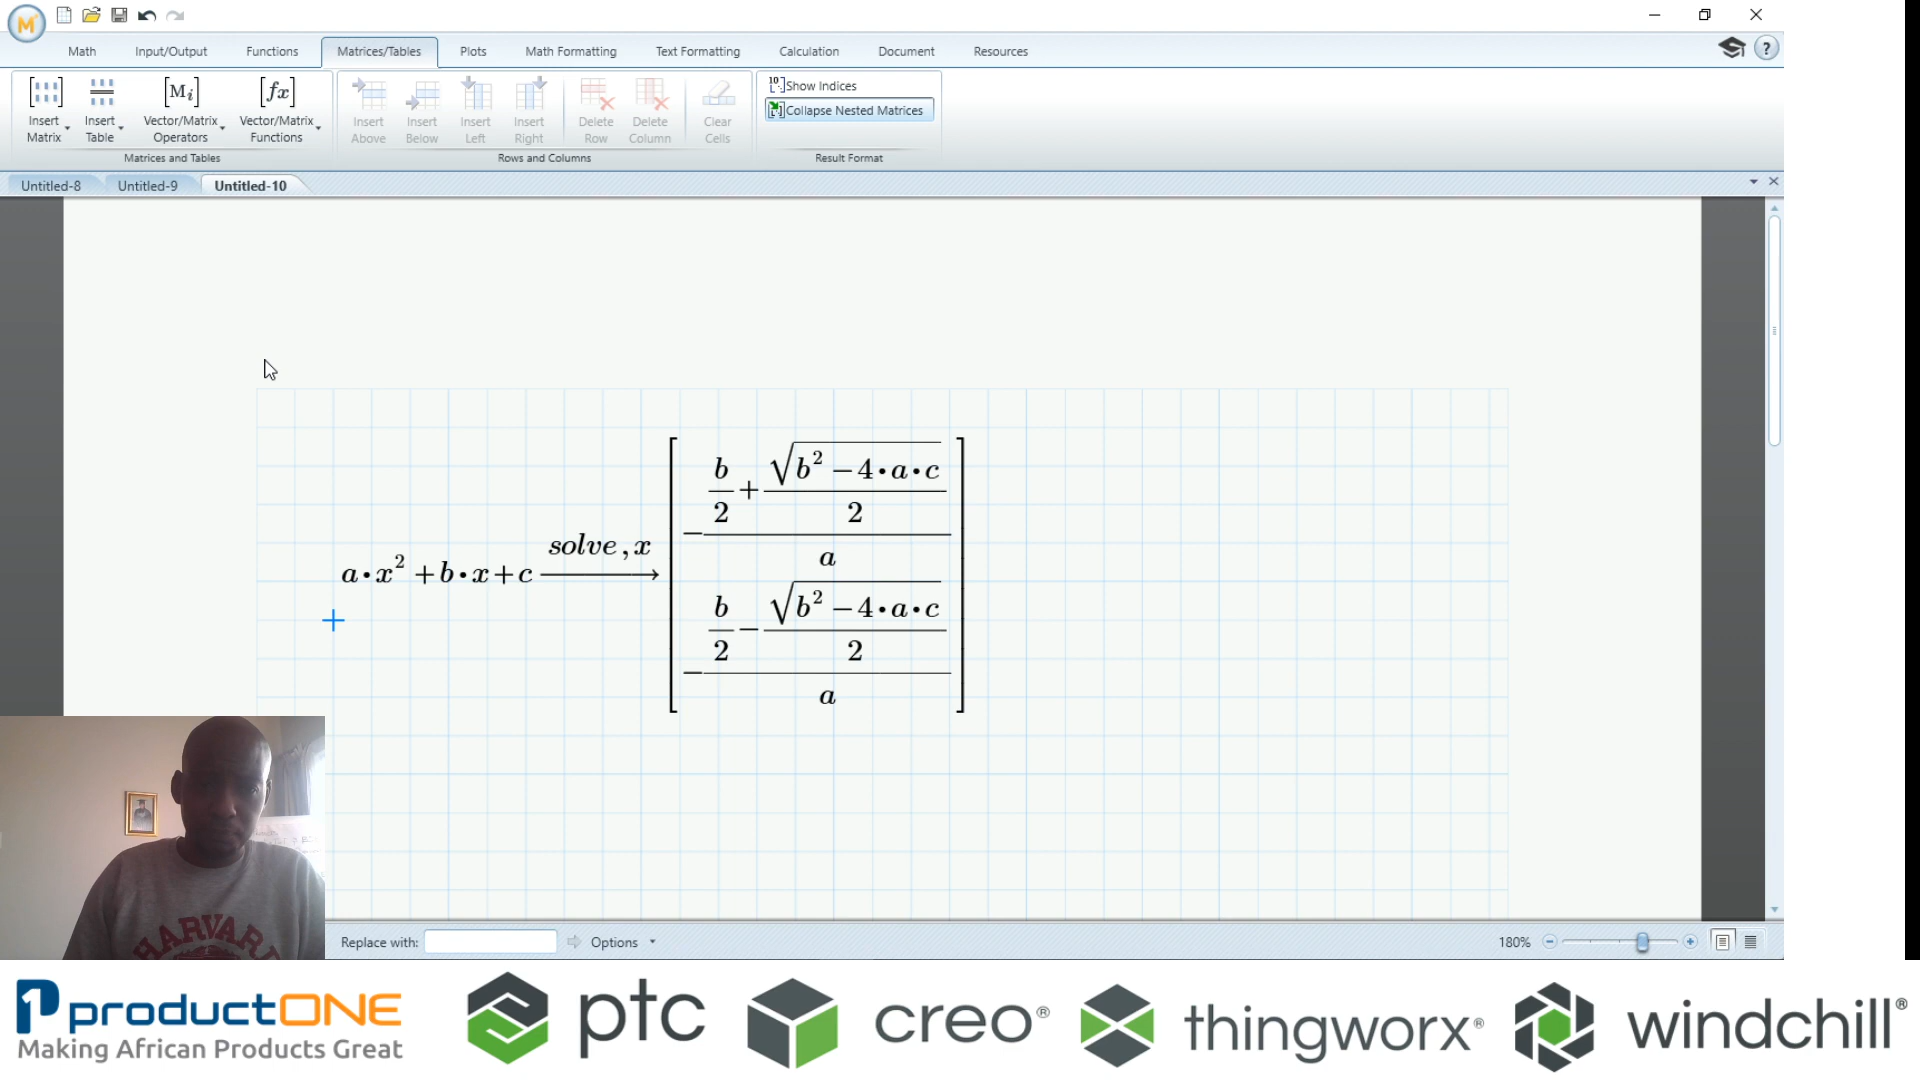 M
Math Input/Output Functions Matrices/Tables Plots Math Formatting Text Formatting Calculation Document Resources ?
Insert Matrix Insert Table [Mi] Vector/Matrix Operators [fx] Vector/Matrix Functions
Insert Above Insert Below Insert Left Insert Right Delete Row Delete Column Clear Cells
Show Indices
Collapse Nested Matrices
Matrices and Tables Rows and Columns Result Format
Untitled-8 Untitled-9 Untitled-10
a•x² +b•x+c solve,x → [ −(b/2 + √(b² −4•a•c)/2)/a
−(b/2 − √(b² −4•a•c)/2)/a ]
HARVARD
Replace with: Options 180%
productONE
Making African Products Great
ptc creo® thingworx® windchill®